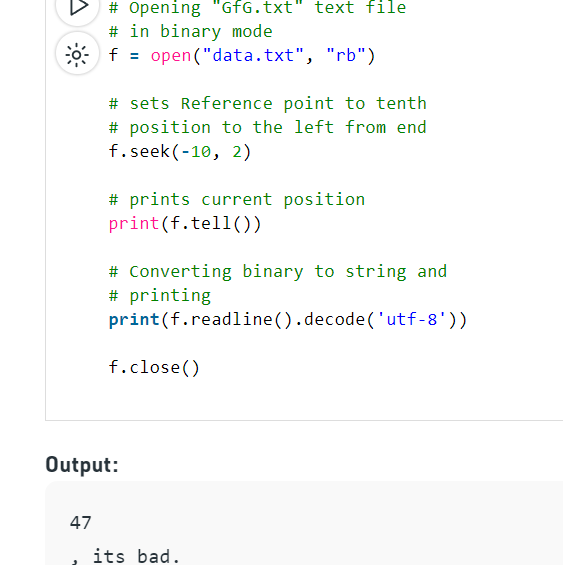 # Opening "GfG.txt" text file
# in binary mode
f = open("data.txt", "rb")
# sets Reference point to tenth
# position to the left from end
f.seek(-10, 2)
# prints current position
print(f.tell())
# Converting binary to string and
# printing
print(f.readline().decode('utf-8'))
f.close()
Output:
47
, its bad.